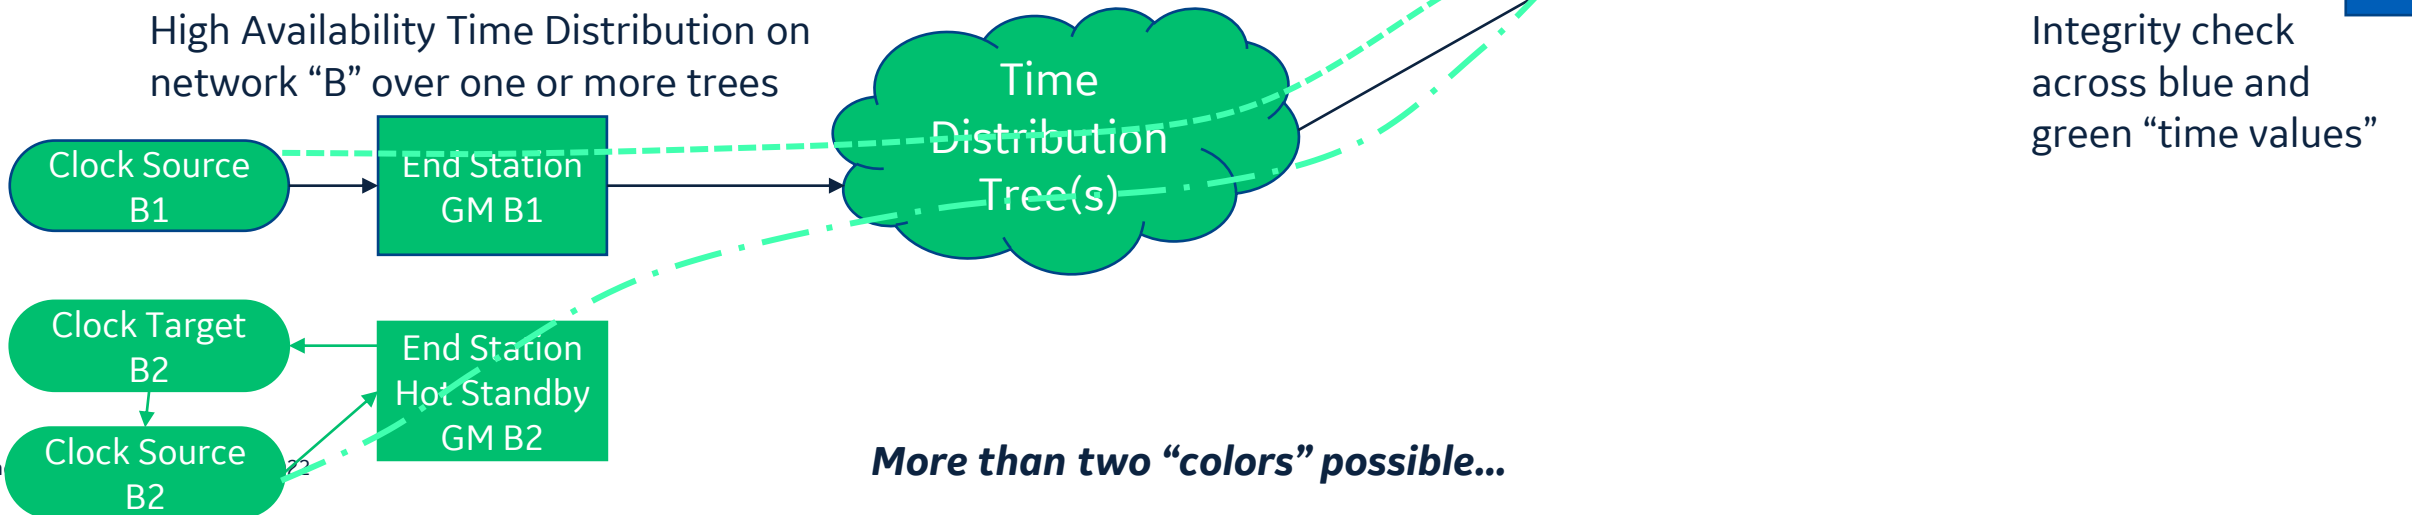 High Availability Time Distribution on
network “B” over one or more trees
Clock Source
B1
End Station
GM B1
Time
Distribution
Tree(s)
Integrity check
across blue and
green “time values”
Clock Target
B2
End Station
Hot Standby
GM B2
Clock Source
B2
22
More than two “colors” possible...